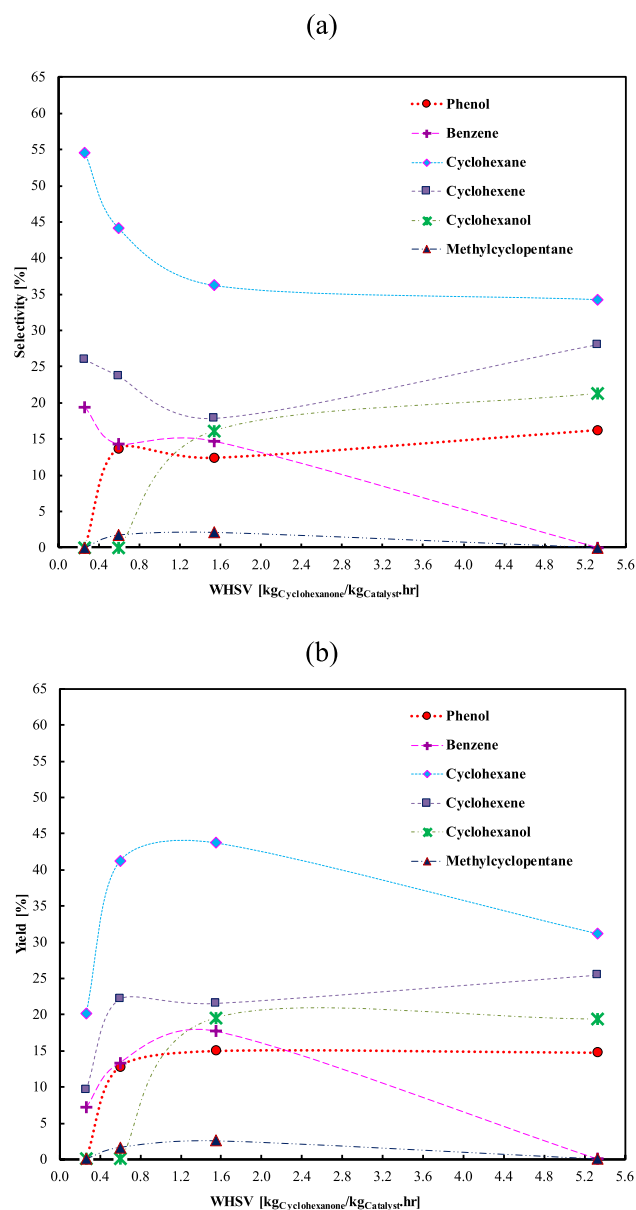 (a)
65
60
55
50
45
40
35
30
25
20
15
10
5
0
Selectivity [%]
Phenol
Benzene
Cyclohexane
Cyclohexene
Cyclohexanol
Methylcyclopentane
0.0 0.4 0.8 1.2 1.6 2.0 2.4 2.8 3.2 3.6 4.0 4.4 4.8 5.2 5.6
WHSV [kgCyclohexanone/kgCatalyst.hr]
(b)
65
60
55
50
45
40
35
30
25
20
15
10
5
0
Yield [%]
Phenol
Benzene
Cyclohexane
Cyclohexene
Cyclohexanol
Methylcyclopentane
0.0 0.4 0.8 1.2 1.6 2.0 2.4 2.8 3.2 3.6 4.0 4.4 4.8 5.2 5.6
WHSV [kgCyclohexanone/kgCatalyst.hr]